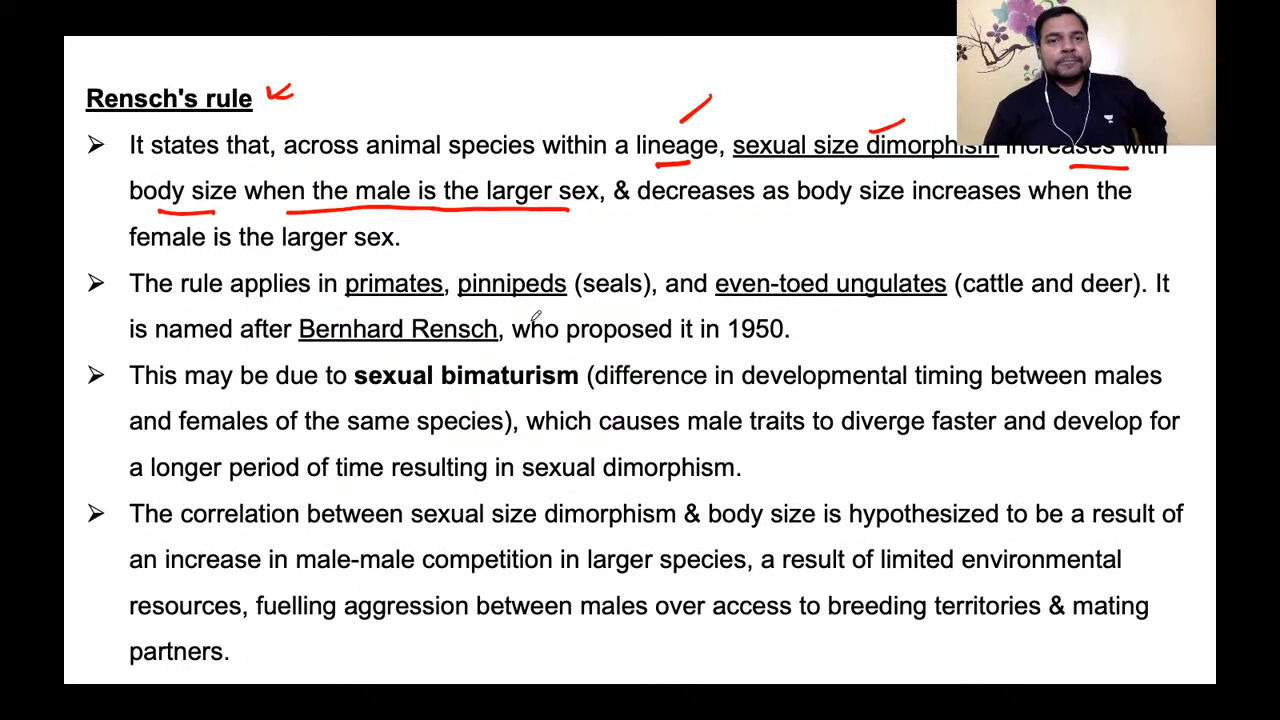 Rensch's rule
➢ It states that, across animal species within a lineage, sexual size dimorphism increases with
body size when the male is the larger sex, & decreases as body size increases when the
female is the larger sex.
➢ The rule applies in primates, pinnipeds (seals), and even-toed ungulates (cattle and deer). It
is named after Bernhard Rensch, who proposed it in 1950.
➢ This may be due to sexual bimaturism (difference in developmental timing between males
and females of the same species), which causes male traits to diverge faster and develop for
a longer period of time resulting in sexual dimorphism.
➢ The correlation between sexual size dimorphism & body size is hypothesized to be a result of
an increase in male-male competition in larger species, a result of limited environmental
resources, fuelling aggression between males over access to breeding territories & mating
partners.